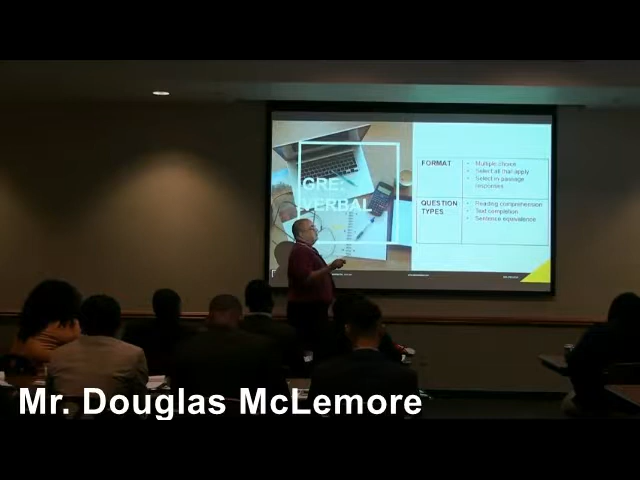 GRE:
VERBAL
FORMAT
• Multiple choice
• Select all that apply
• Select in passage
responses
QUESTION
TYPES
• Reading comprehension
• Text completion
• Sentence equivalence
Mr. Douglas McLemore